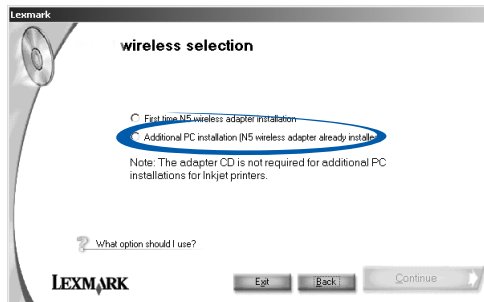 Lexmark
wireless selection
First time N5 wireless adapter installation
Additional PC installation (N5 wireless adapter already installe
Note: The adapter CD is not required for additional PC
installations for Inkjet printers.
What option should I use?
LEXMARK
Exit Back Continue